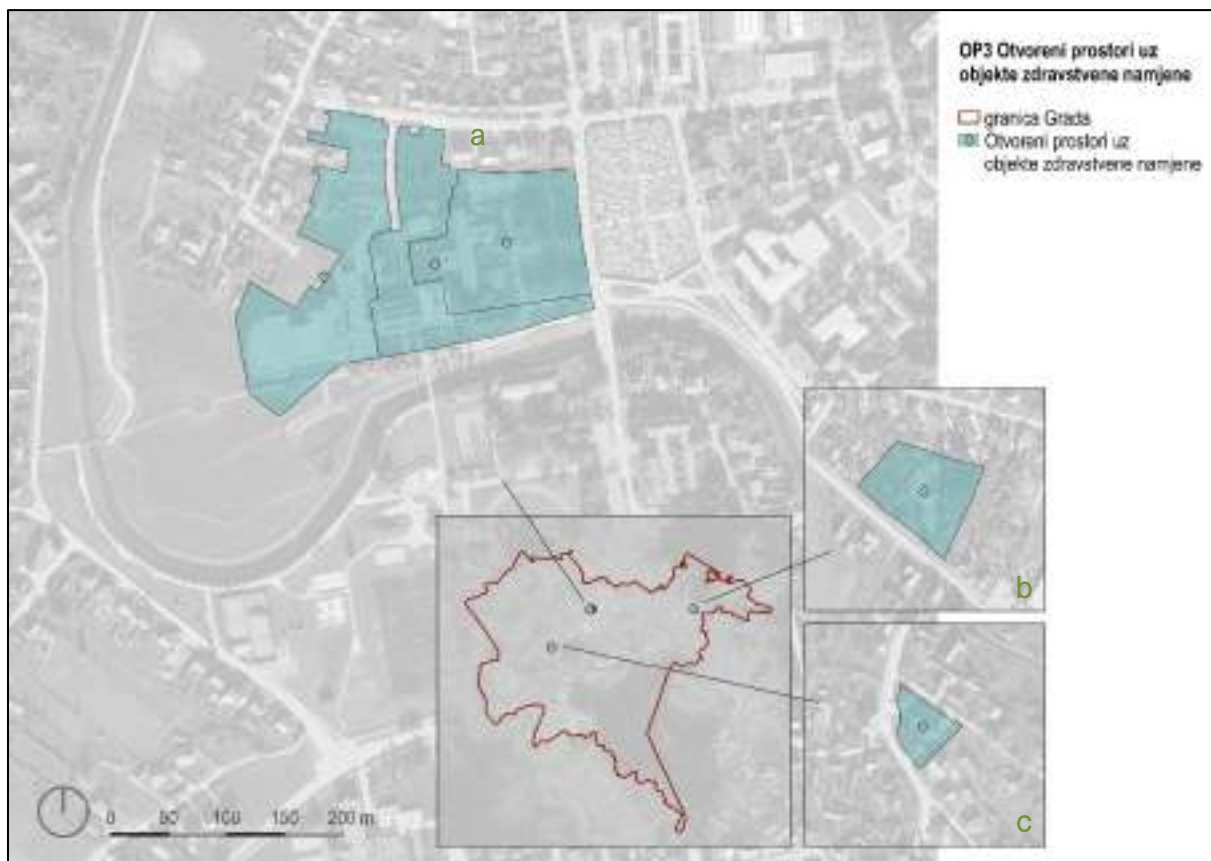 OP3 Otvoreni prostori uz
objekte zdravstvene namjene
granica Grada
Otvoreni prostori uz
objekte zdravstvene namjene
a
b
c
0 50 100 150 200 m